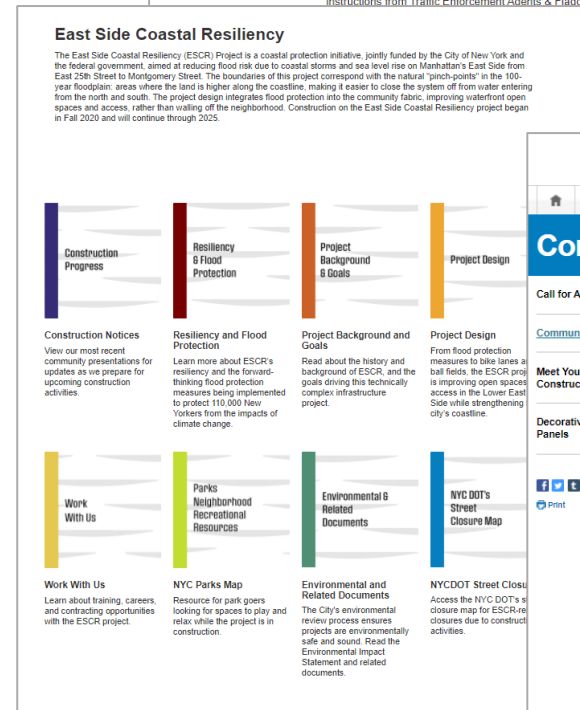 Instructions from Traffic Enforcement Agents &
East Side Coastal Resiliency
The East Side Coastal Resiliency (ESCR) Project is a coastal protection initiative, jointly funded by the City of New York and
the federal government, aimed at reducing flood risk due to coastal storms and sea level rise on Manhattan's East Side from
East 25th Street to Montgomery Street. The boundaries of this project correspond with the natural "pinch-points" in the 100-
year floodplain: areas where the land is higher along the coastline, making it easier to close the system off from water entering
from the north and south. The project design integrates flood protection into the community fabric, improving waterfront open
spaces and access, rather than walling off the neighborhood. Construction on the East Side Coastal Resiliency project began
in Fall 2020 and will continue through 2025.
Construction
Progress
Resiliency
& Flood
Protection
Project
Background
& Goals
Project Design
Construction Notices
View our most recent
community presentations for
updates as we prepare for
upcoming construction
activities.
Resiliency and Flood
Protection
Learn more about ESCR's
resiliency and the forward-
thinking flood protection
measures being implemented
to protect 110,000 New
Yorkers from the impacts of
climate change.
Project Background and
Goals
Read about the history and
background of ESCR, and the
goals driving this technically
complex infrastructure
project.
Project Design
From flood protection
measures to bike lanes a
ball fields, the ESCR proj
is improving open spaces
access in the Lower East
Side while strengthening
city's coastline.
Work
With Us
Parks
Neighborhood
Recreational
Resources
Environmental &
Related
Documents
NYC DOT's
Street
Closure Map
Work With Us
Learn about training, careers,
and contracting opportunities
with the ESCR project.
NYC Parks Map
Resource for park goers
looking for spaces to play and
relax while the project is in
construction.
Environmental and
Related Documents
The City's environmental
review process ensures
projects are environmentally
safe and sound. Read the
Environmental Impact
Statement and related
documents.
NYCDOT Street Closu
Access the NYC DOT's s
closure map for ESCR-re
closures due to construct
activities.
Co
Call for A
Commun
Meet You
Construc
Decorativ
Panels
Print